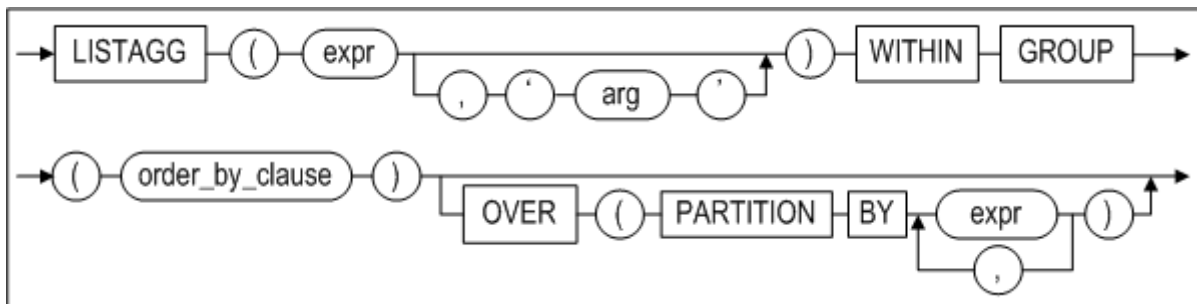 LISTAGG ( expr ) WITHIN GROUP
, ‘ arg ’
( order_by_clause )
OVER ( PARTITION BY expr )
,